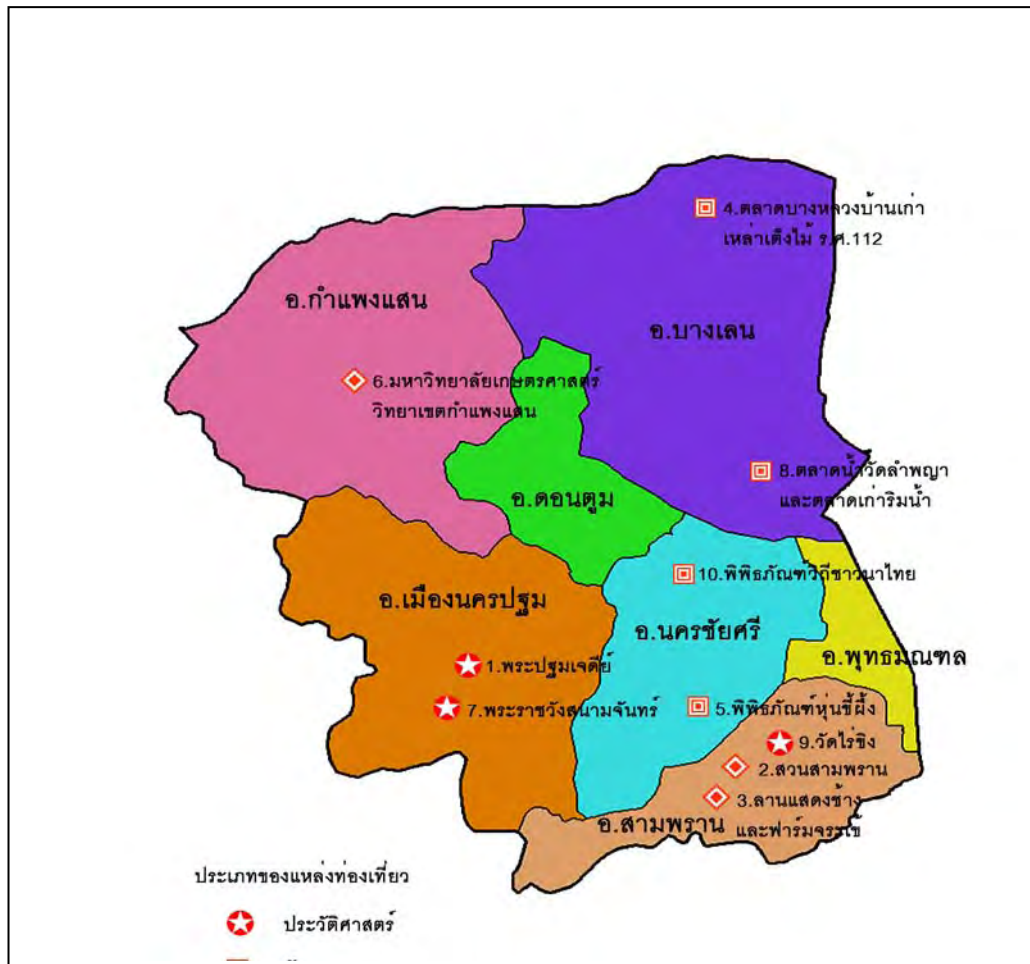 4.ตลาดบางหลวงบ้านเก่า
เหล่าเต็งไม้ ร.ศ.112
อ.กำแพงแสน
อ.บางเลน
6.มหาวิทยาลัยเกษตรศาสตร์
วิทยาเขตกำแพงแสน
8.ตลาดน้ำวัดลำพญา
และตลาดเก่าริมน้ำ
อ.ดอนตูม
10.พิพิธภัณฑ์วิถีชาวนาไทย
อ.เมืองนครปฐม
อ.นครชัยศรี
อ.พุทธมณฑล
1.พระปฐมเจดีย์
7.พระราชวังสนามจันทร์
5.พิพิธภัณฑ์หุ่นขี้ผึ้ง
9.วัดไร่ขิง
2.สวนสามพราน
3.ลานแสดงช้าง
และฟาร์มจระเข้
อ.สามพราน
ประเภทของแหล่งท่องเที่ยว
ประวัติศาสตร์